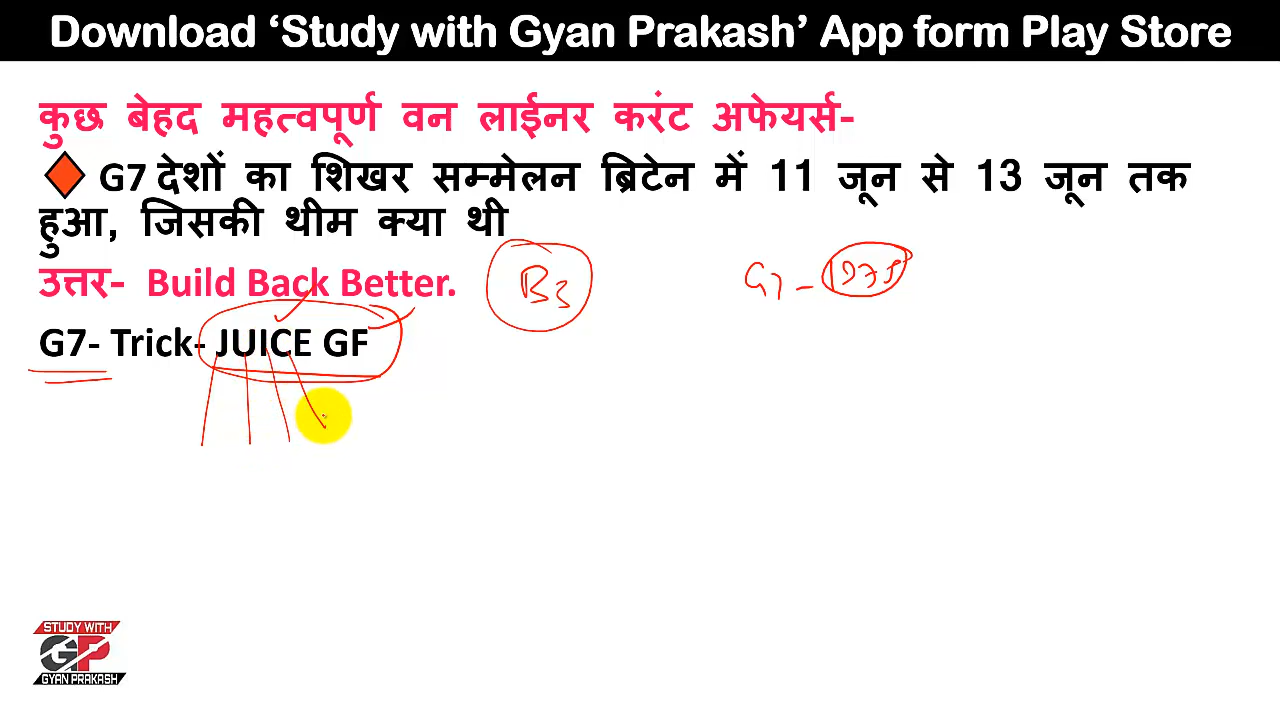 Download ‘Study with Gyan Prakash’ App form Play Store
कुछ बेहद महत्वपूर्ण वन लाईनर करंट अफेयर्स-
G7 देशों का शिखर सम्मेलन ब्रिटेन में 11 जून से 13 जून तक
हुआ, जिसकी थीम क्या थी
उत्तर- Build Back Better.
B3
G7 - 1975
G7- Trick- JUICE GF
STUDY WITH
GP
GYAN PRAKASH